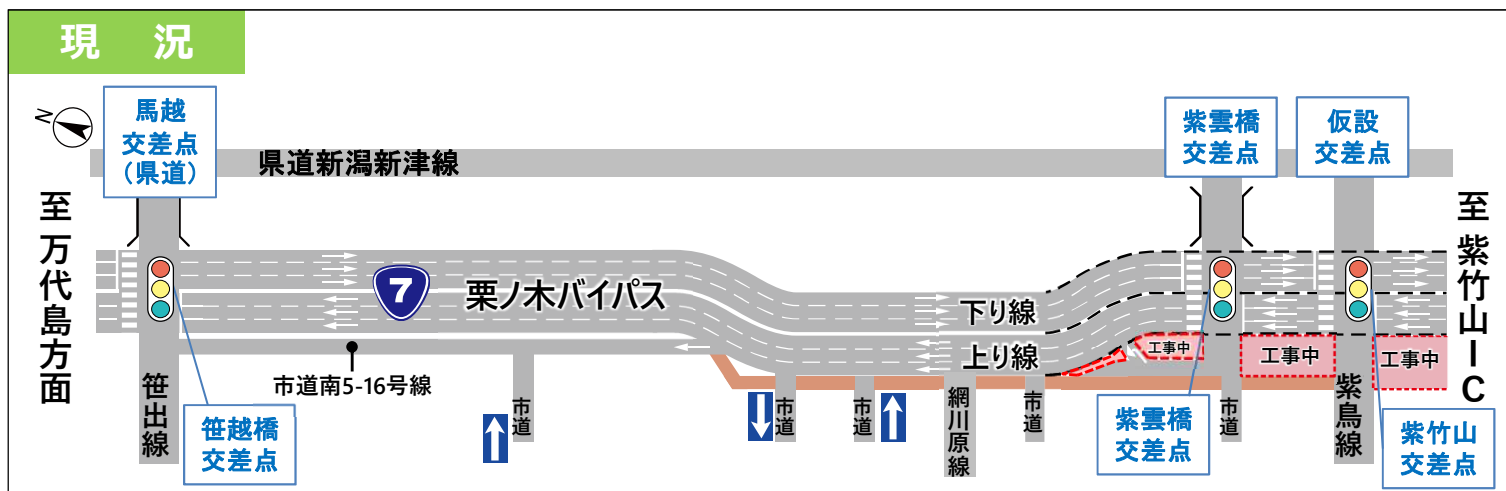 現 況
N
馬越
交差点
(県道)
紫雲橋
交差点
仮設
交差点
県道新潟新津線
至 万代島方面
至 紫竹山IC
7
栗ノ木バイパス
下り線
上り線
工事中
工事中
工事中
市道南5-16号線
笹出線
笹越橋
交差点
市道
市道
市道
網川原線
市道
紫雲橋
交差点
市道
紫鳥線
紫竹山
交差点